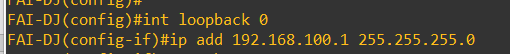 FAI-DJ(config)#
FAI-DJ(config)#int loopback 0
FAI-DJ(config-if)#ip add 192.168.100.1 255.255.255.0